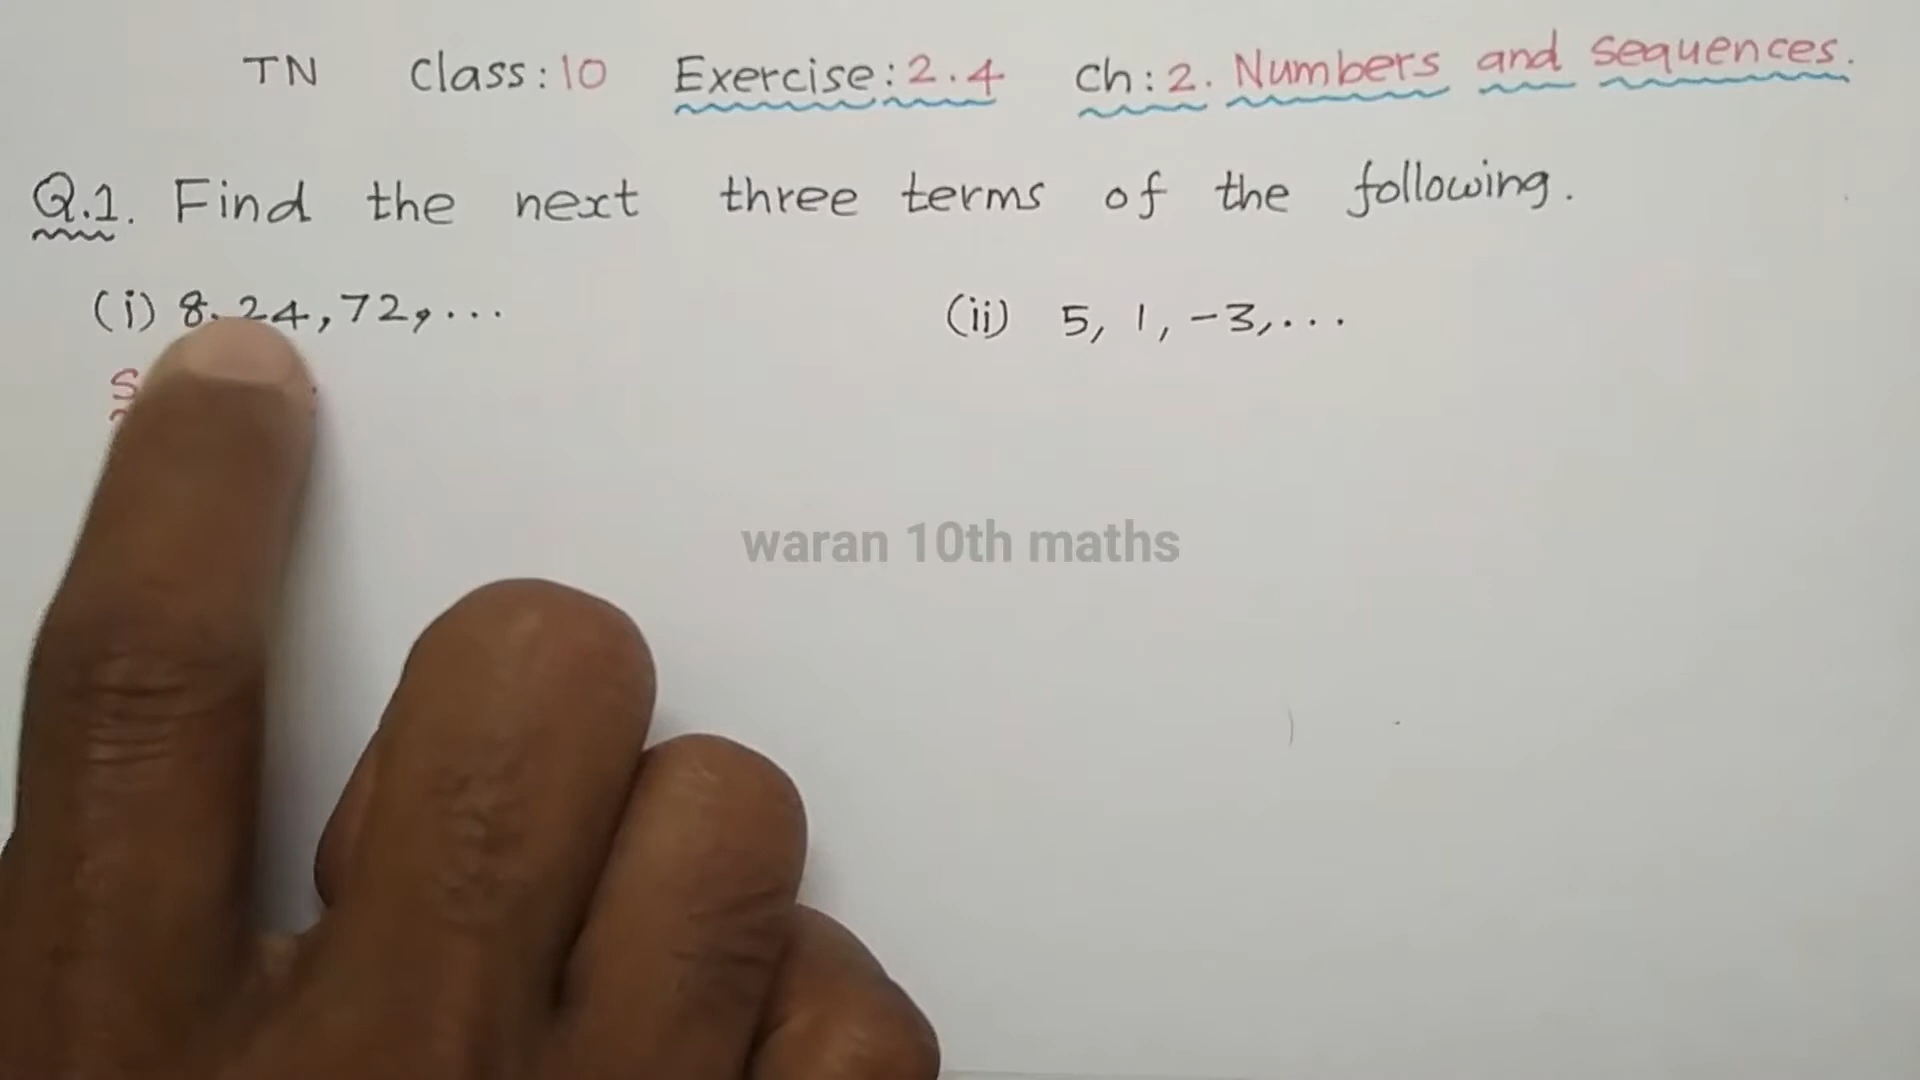 TN Class: 10 Exercise: 2.4 Ch: 2. Numbers and sequences.
Q.1. Find the next three terms of the following.
(i) 8, 24, 72, ... (ii) 5, 1, -3, ...
waran 10th maths